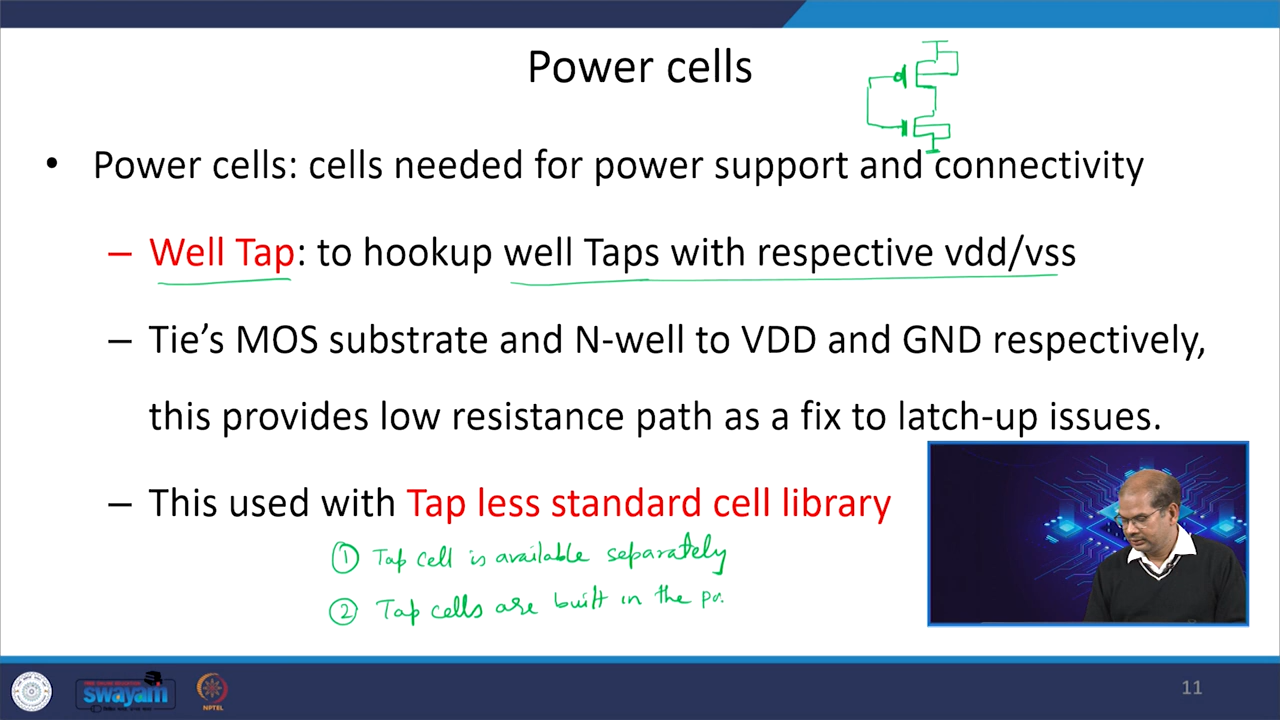 Power cells
• Power cells: cells needed for power support and connectivity
– Well Tap: to hookup well Taps with respective vdd/vss
– Tie's MOS substrate and N-well to VDD and GND respectively,
this provides low resistance path as a fix to latch-up issues.
– This used with Tap less standard cell library
① Tap cell is available separately
② Tap cells are built in the po
swayam
NPTEL
11